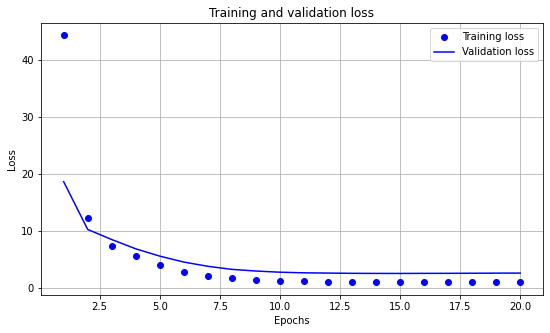 Training and validation loss
Training loss
Validation loss
Loss
40
30
20
10
0
2.5 5.0 7.5 10.0 12.5 15.0 17.5 20.0
Epochs